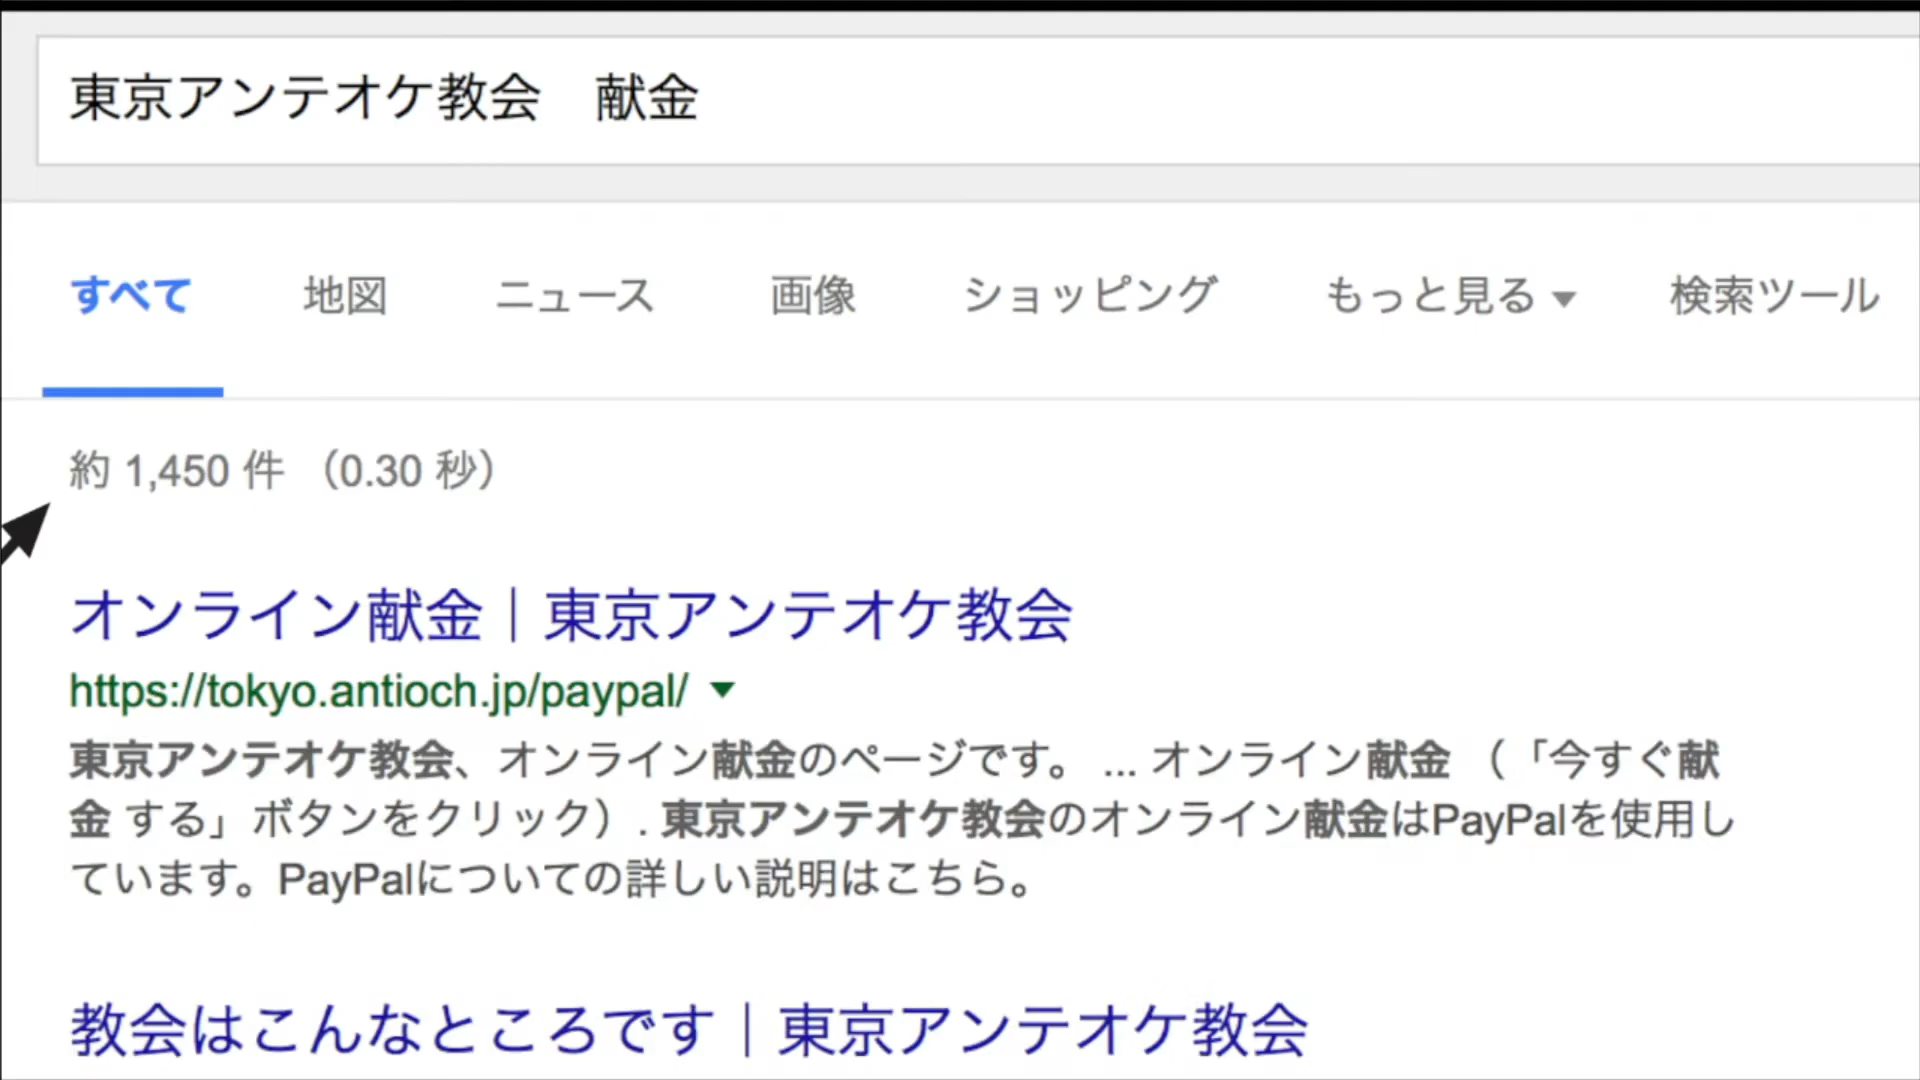 東京アンテオケ教会　献金
すべて 地図 ニュース 画像 ショッピング もっと見る ▼ 検索ツール
約 1,450 件 （0.30 秒）
オンライン献金｜東京アンテオケ教会
https://tokyo.antioch.jp/paypal/ ▼
東京アンテオケ教会、オンライン献金のページです。 ... オンライン献金 （「今すぐ献
金 する」ボタンをクリック）. 東京アンテオケ教会のオンライン献金はPayPalを使用し
ています。PayPalについての詳しい説明はこちら。
教会はこんなところです｜東京アンテオケ教会